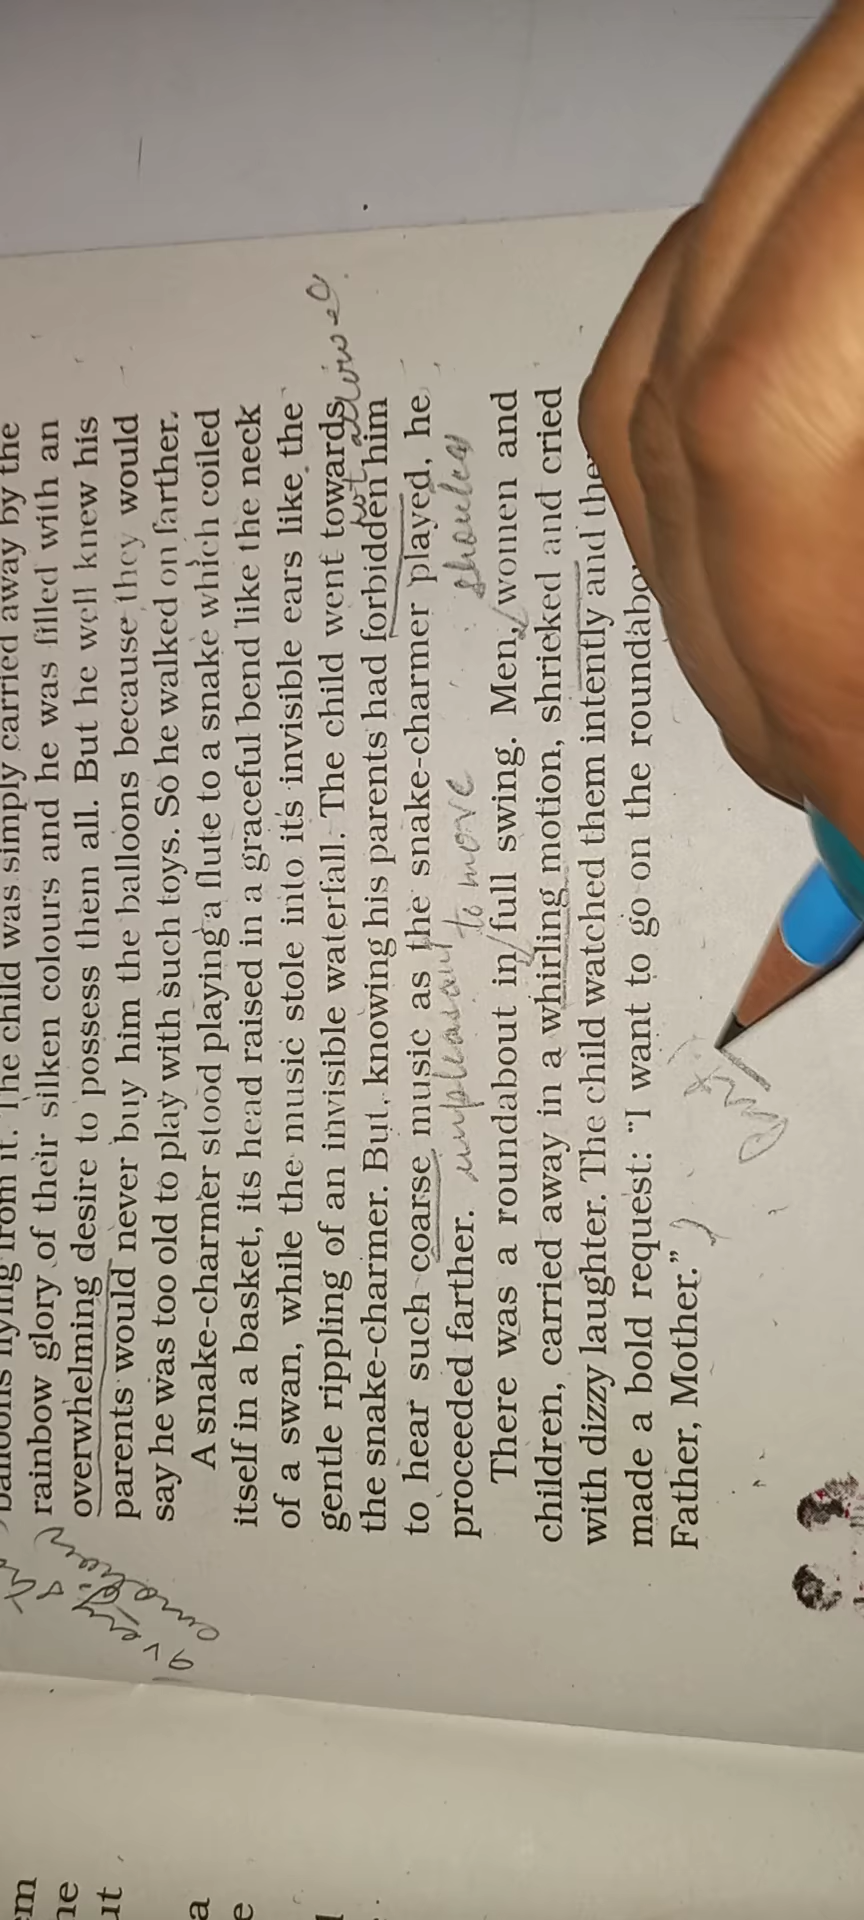 balloons flying from it. The child was simply carried away by the
rainbow glory of their silken colours and he was filled with an
overwhelming desire to possess them all. But he well knew his
parents would never buy him the balloons because they would
say he was too old to play with such toys. So he walked on farther.
A snake-charmer stood playing a flute to a snake which coiled
itself in a basket, its head raised in a graceful bend like the neck
of a swan, while the music stole into its invisible ears like the
gentle rippling of an invisible waterfall. The child went towards
the snake-charmer. But, knowing his parents had forbidden him
not
to hear such coarse music as the snake-charmer played, he
proceeded farther.
unpleasant to move
There was a roundabout in full swing. Men, women and
children, carried away in a whirling motion, shrieked and cried
with dizzy laughter. The child watched them intently and
made a bold request: "I want to go on the
Father, Mother."
ut
a
e